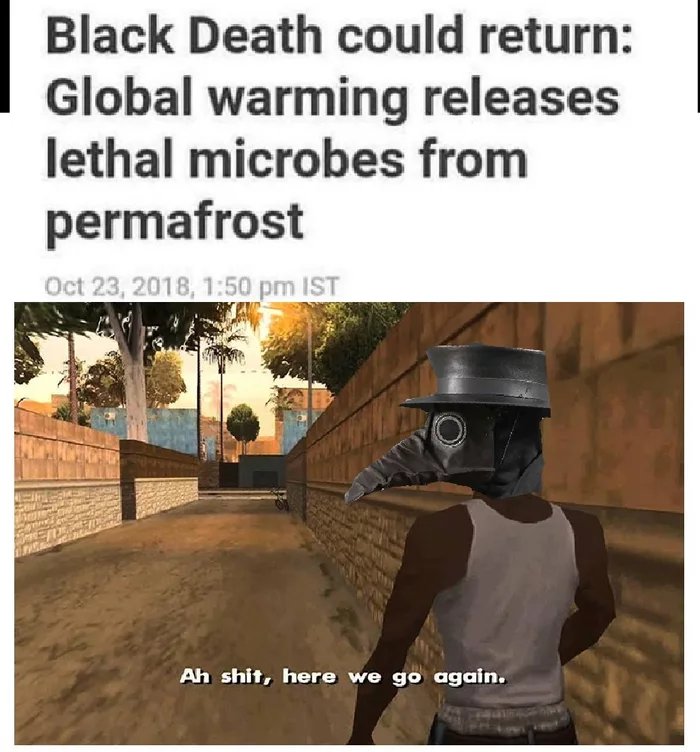 Black Death could return:
Global warming releases
lethal microbes from
permafrost
Oct 23, 2018, 1:50 pm IST
Ah shit, here we go again.